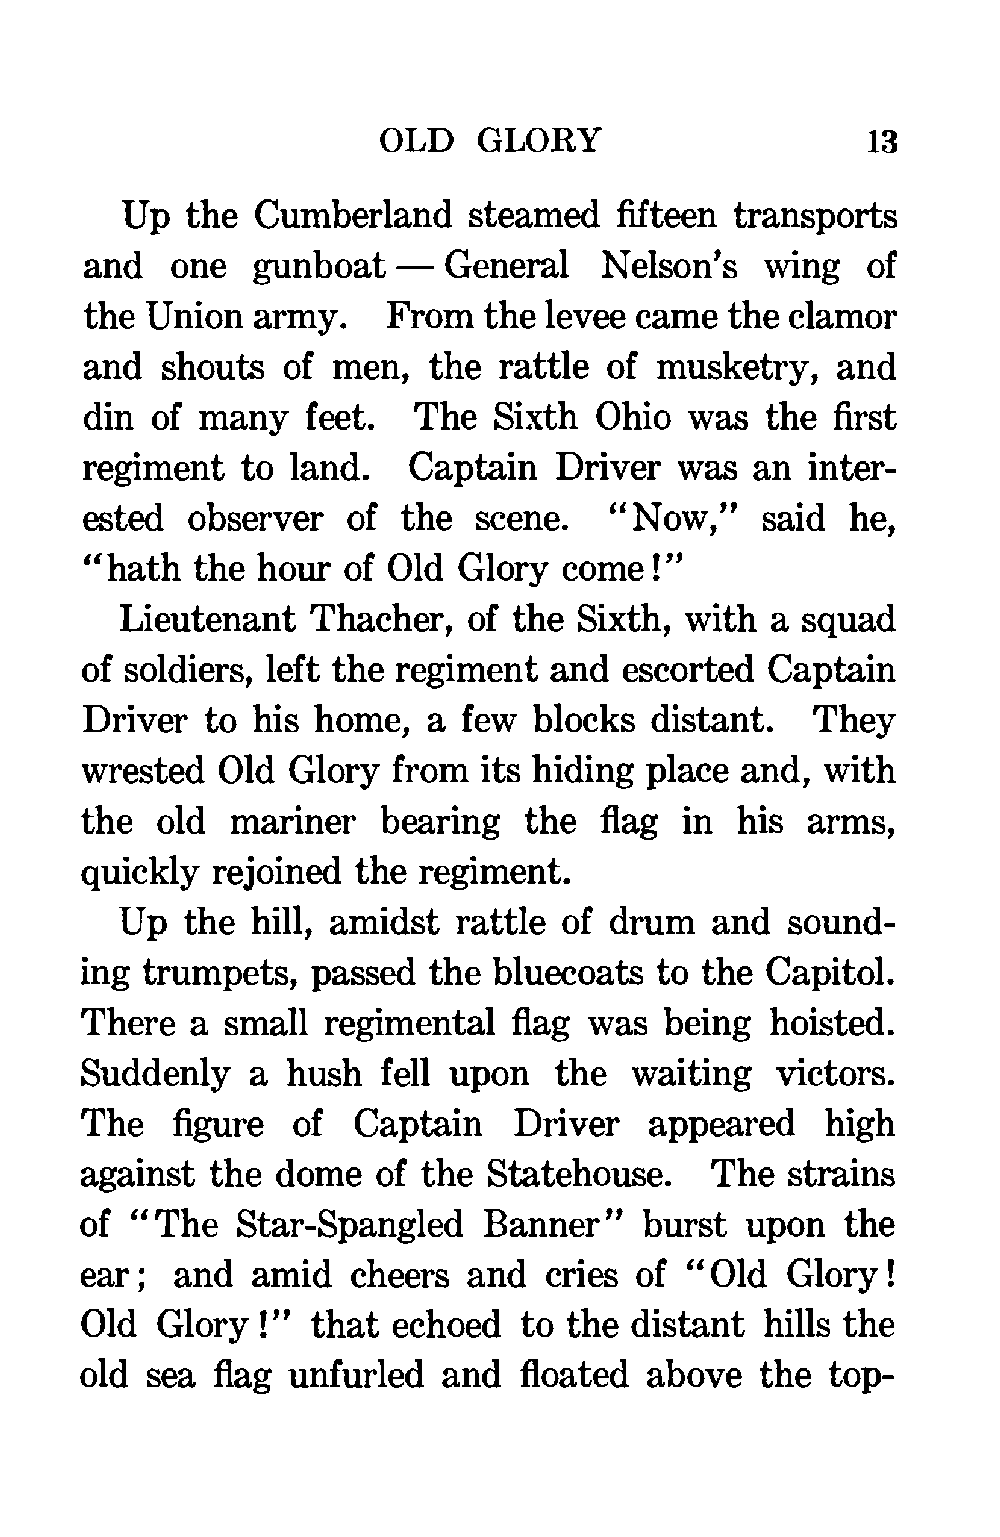 OLD GLORY 13
Up the Cumberland steamed fifteen transports
and one gunboat — General Nelson's wing of
the Union army. From the levee came the clamor
and shouts of men, the rattle of musketry, and
din of many feet. The Sixth Ohio was the first
regiment to land. Captain Driver was an inter-
ested observer of the scene. "Now," said he,
"hath the hour of Old Glory come!"
Lieutenant Thacher, of the Sixth, with a squad
of soldiers, left the regiment and escorted Captain
Driver to his home, a few blocks distant. They
wrested Old Glory from its hiding place and, with
the old mariner bearing the flag in his arms,
quickly rejoined the regiment.
Up the hill, amidst rattle of drum and sound-
ing trumpets, passed the bluecoats to the Capitol.
There a small regimental flag was being hoisted.
Suddenly a hush fell upon the waiting victors.
The figure of Captain Driver appeared high
against the dome of the Statehouse. The strains
of "The Star-Spangled Banner" burst upon the
ear; and amid cheers and cries of "Old Glory!
Old Glory!" that echoed to the distant hills the
old sea flag unfurled and floated above the top-